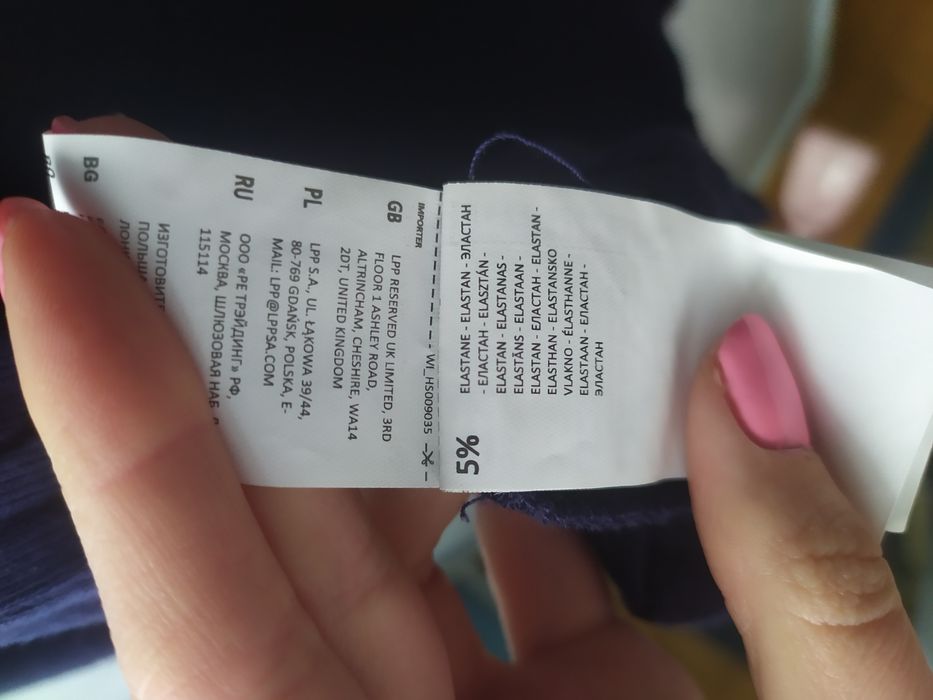 5%
ELASTANE - ELASTAN - ЭЛАСТАН
- ЕЛАСТАН - ELASZTÁN -
ELASTAN - ELASTANAS -
ELASTĀNS - ELASTAAN -
ELASTAN - ЕЛАСТАН - ELASTAN -
ELASTHAN - ELASTANSKO
VLAKNO - ÉLASTHANNE -
ELASTAAN - ЕЛАСТАН -
ЭЛАСТАН
WI_HS009035
IMPORTER
GB
LPP RESERVED UK LIMITED, 3RD
FLOOR 1 ASHLEY ROAD,
ALTRINCHAM, CHESHIRE, WA14
2DT, UNITED KINGDOM
PL
LPP S.A., UL. ŁĄKOWA 39/44,
80-769 GDAŃSK, POLSKA, E-
MAIL: LPP@LPPSA.COM
RU
ООО «РЕ ТРЭЙДИНГ» РФ,
МОСКВА, ШЛЮЗОВАЯ НАБ.
115114
BG